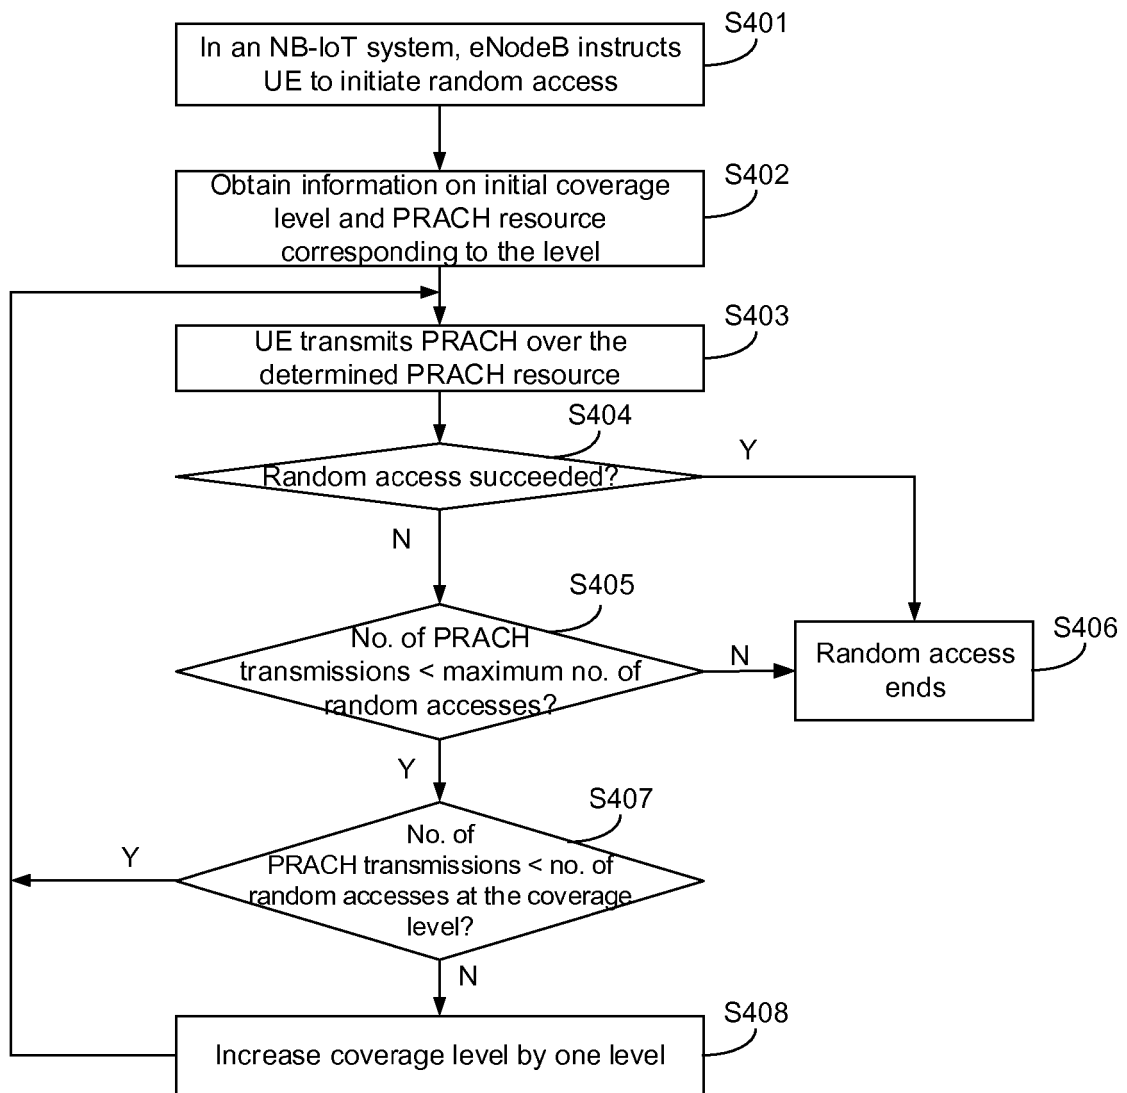 S401
In an NB-IoT system, eNodeB instructs
UE to initiate random access
S402
Obtain information on initial coverage
level and PRACH resource
corresponding to the level
S403
UE transmits PRACH over the
determined PRACH resource
S404
Random access succeeded?
Y
N
S405
No. of PRACH
transmissions < maximum no. of
random accesses?
N
S406
Random access
ends
Y
S407
No. of
PRACH transmissions < no. of
random accesses at the coverage
level?
Y
N
S408
Increase coverage level by one level